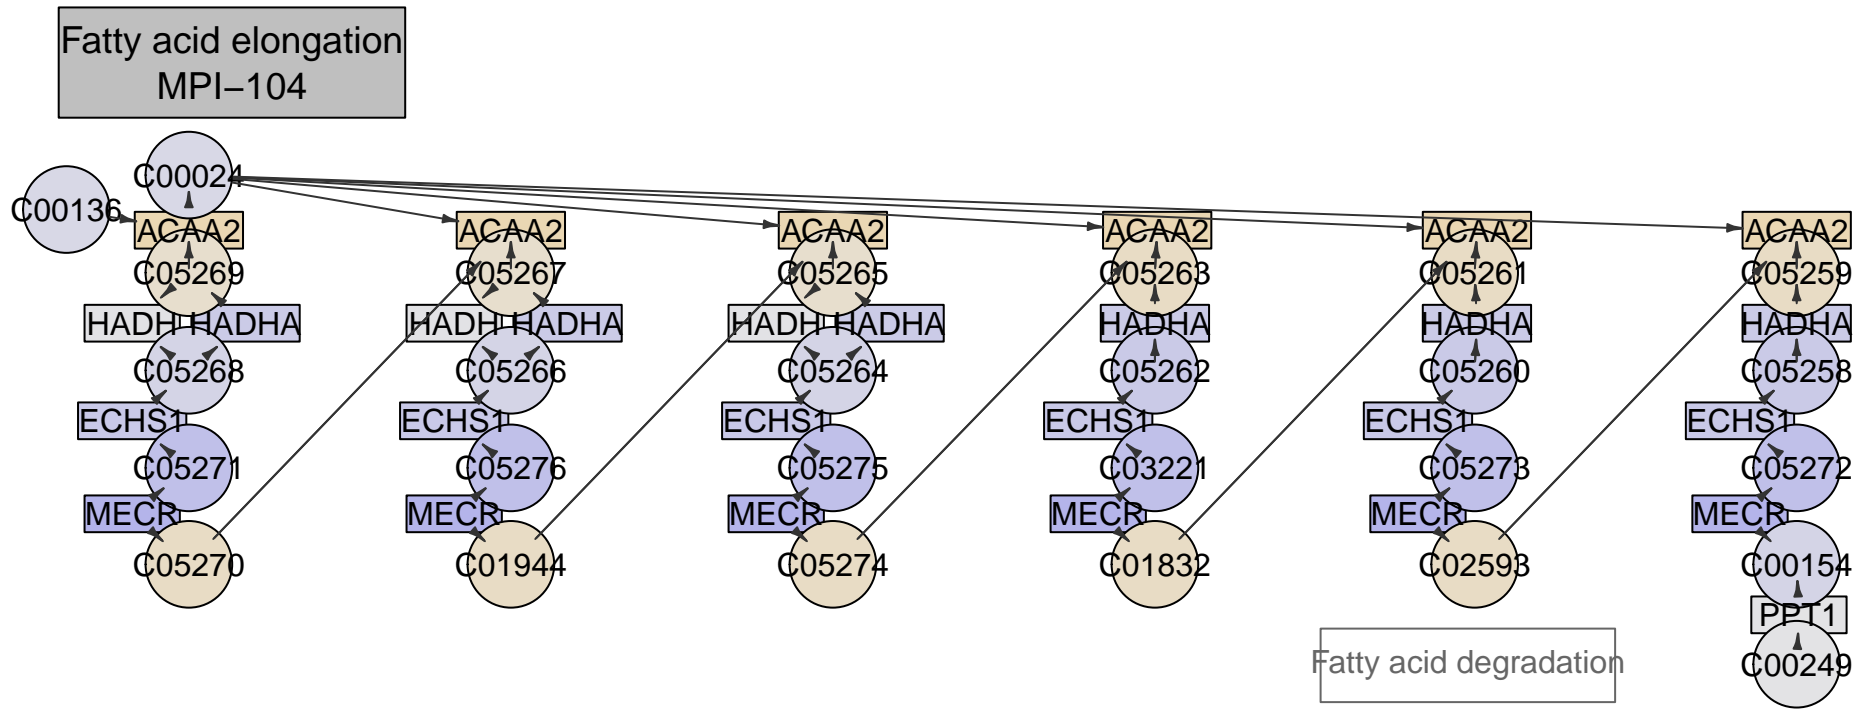 Fatty acid elongation
MPI−104
C00024
C00136
ACAA2 ACAA2 ACAA2 ACAA2 ACAA2 ACAA2
C05269 C05267 C05265 C05263 C05261 C05259
HADH HADHA HADH HADHA HADH HADHA HADHA HADHA HADHA
C05268 C05266 C05264 C05262 C05260 C05258
ECHS1 ECHS1 ECHS1 ECHS1 ECHS1 ECHS1
C05271 C05276 C05275 C03221 C05273 C05272
MECR MECR MECR MECR MECR MECR
C05270 C01944 C05274 C01832 C02593 C00154
PPT1
Fatty acid degradation C00249